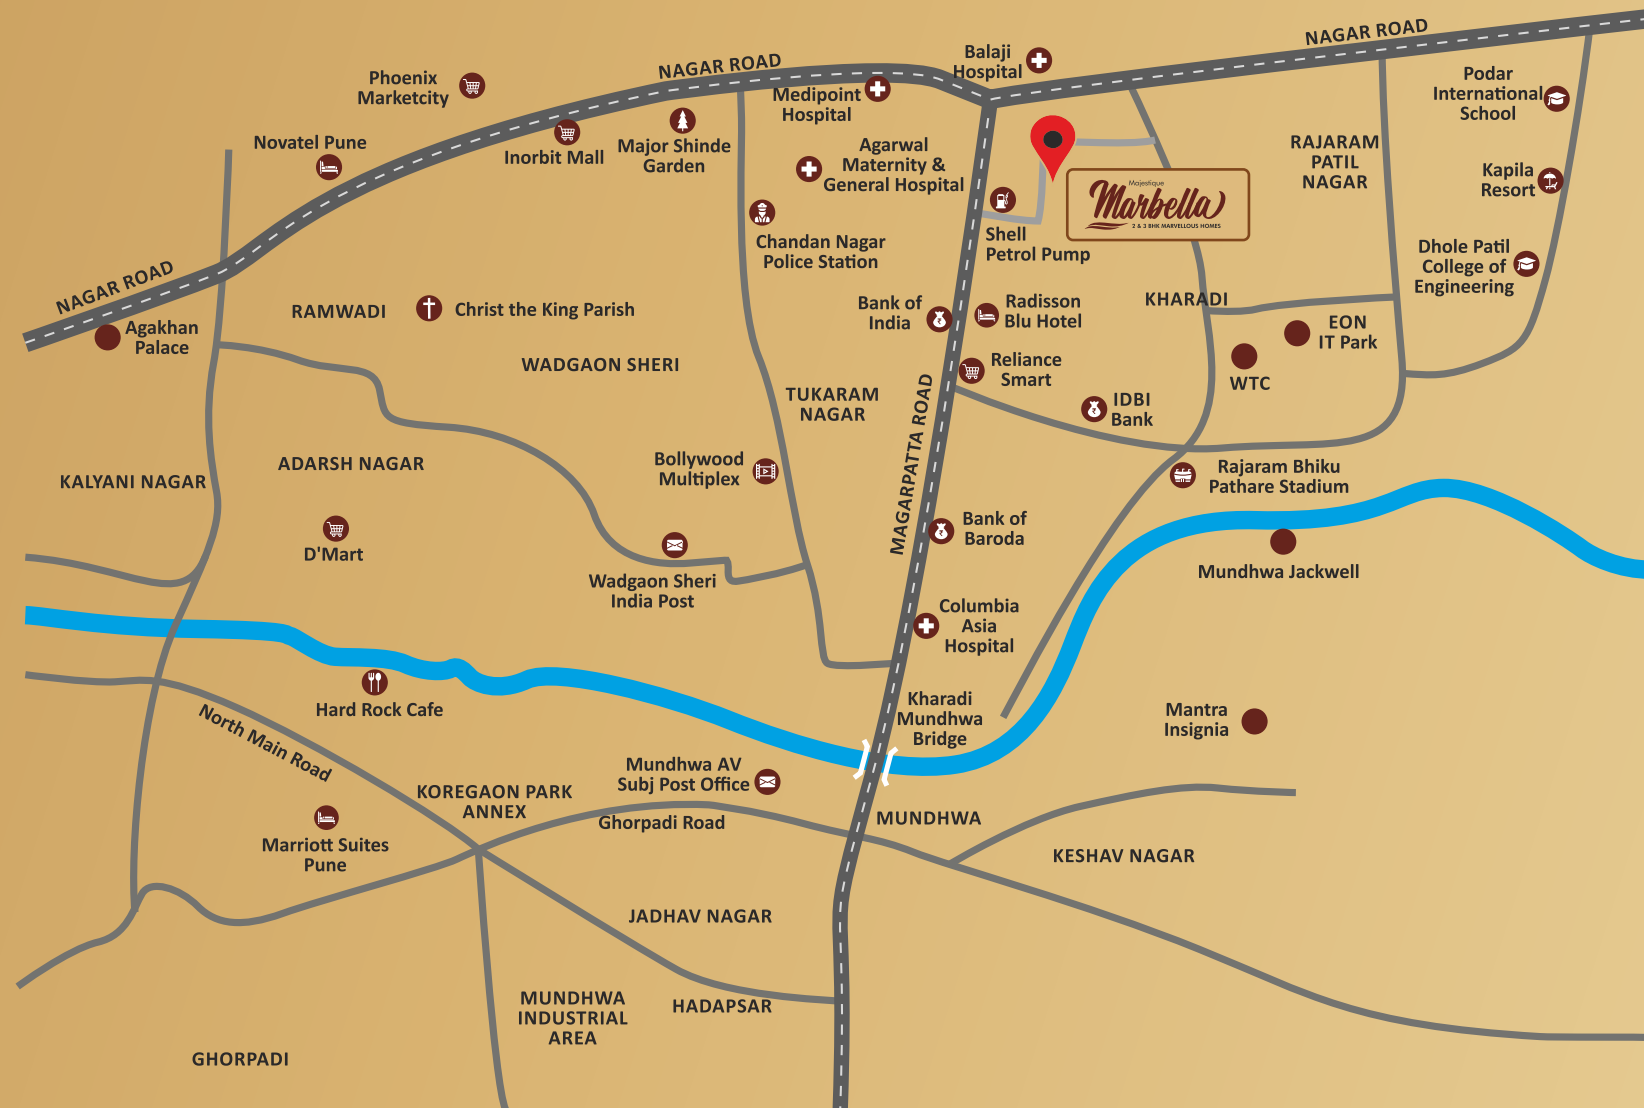 NAGAR ROAD
Balaji
Hospital
NAGAR ROAD
Phoenix
Marketcity
Medipoint
Hospital
Podar
International
School
Novatel Pune
Inorbit Mall
Major Shinde
Garden
Agarwal
Maternity &
General Hospital
RAJARAM
PATIL
NAGAR
Kapila
Resort
Majestique
Marbella
2 & 3 BHK MARVELLOUS HOMES
Chandan Nagar
Police Station
Shell
Petrol Pump
Dhole Patil
College of
Engineering
NAGAR ROAD
RAMWADI
Christ the King Parish
Bank of
India
Radisson
Blu Hotel
KHARADI
EON
IT Park
Agakhan
Palace
WADGAON SHERI
Reliance
Smart
WTC
TUKARAM
NAGAR
MAGARPATTA ROAD
IDBI
Bank
KALYANI NAGAR
ADARSH NAGAR
Bollywood
Multiplex
Rajaram Bhiku
Pathare Stadium
D'Mart
Bank of
Baroda
Wadgaon Sheri
India Post
Mundhwa Jackwell
Columbia
Asia
Hospital
Hard Rock Cafe
Kharadi
Mundhwa
Bridge
Mantra
Insignia
North Main Road
Mundhwa AV
Subj Post Office
KOREGAON PARK
ANNEX
Ghorpadi Road
MUNDHWA
Marriott Suites
Pune
KESHAV NAGAR
JADHAV NAGAR
MUNDHWA
INDUSTRIAL
AREA
HADAPSAR
GHORPADI